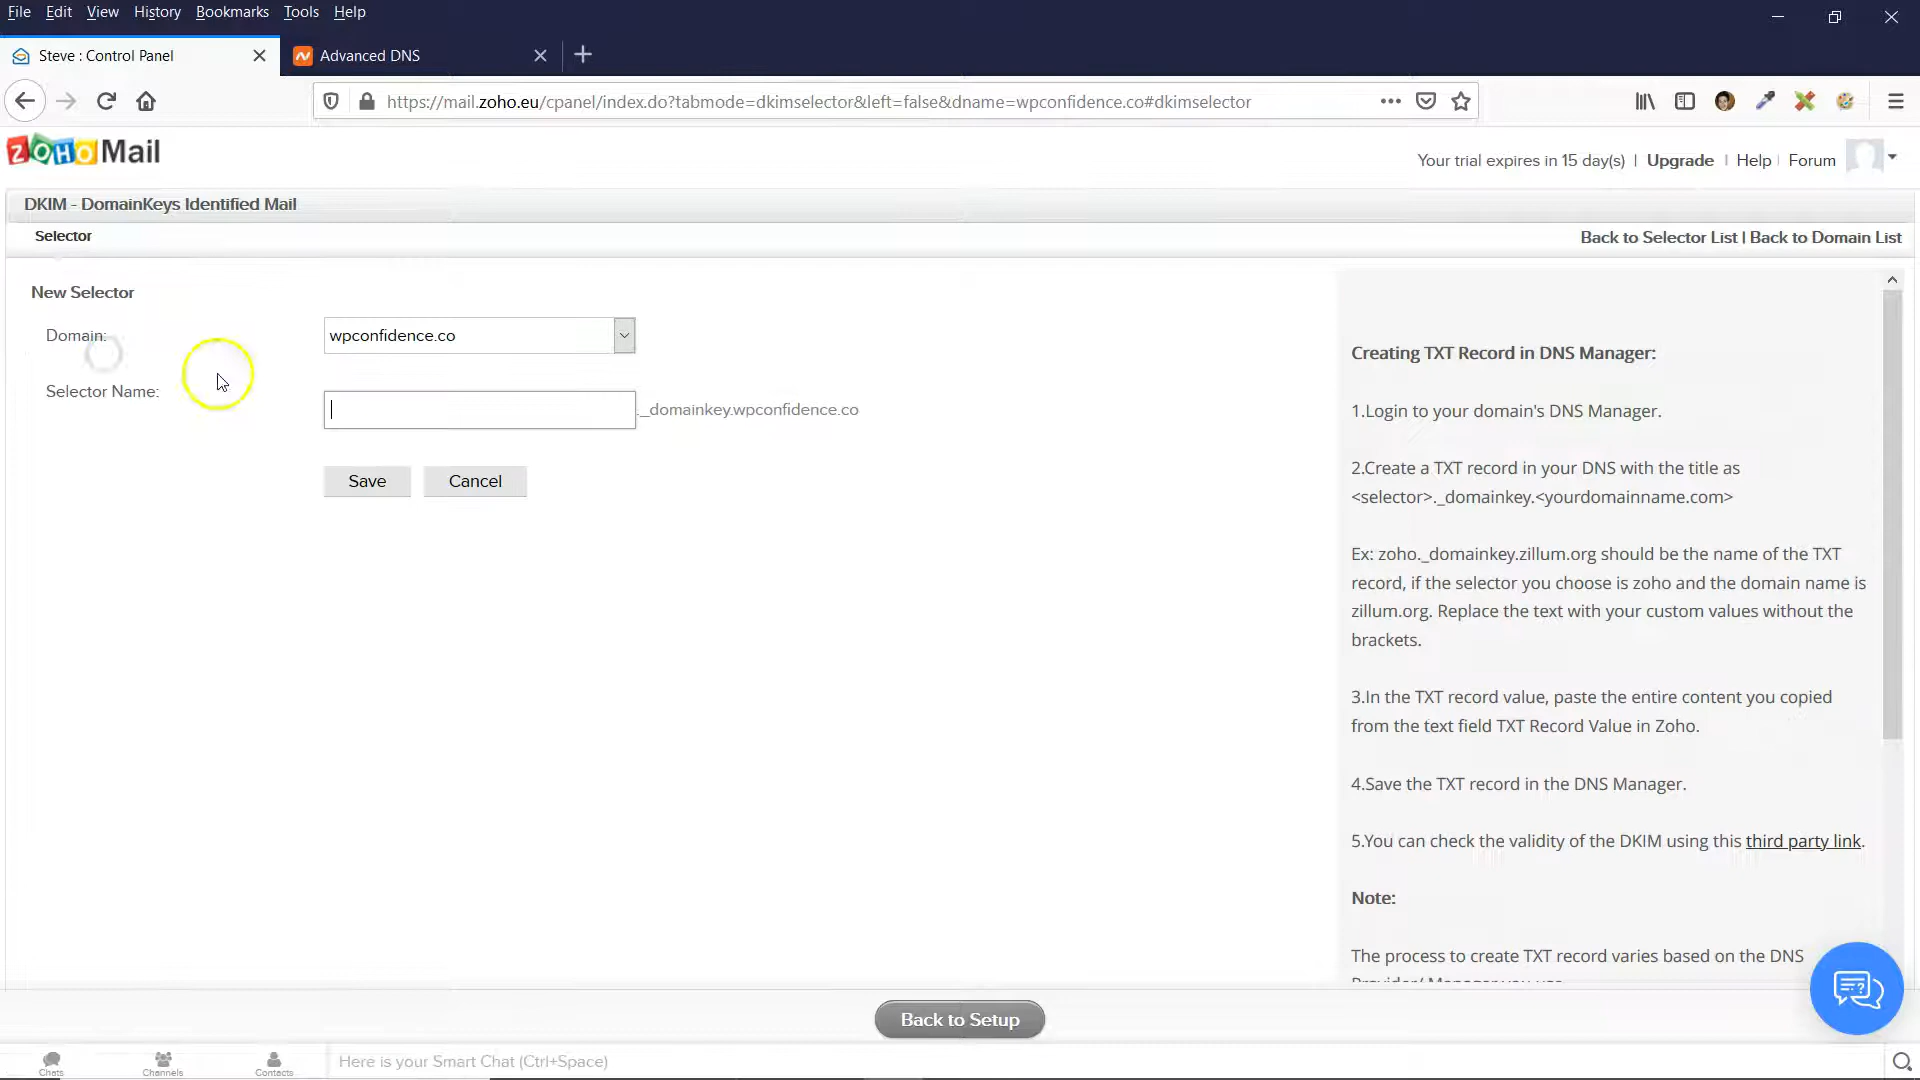 File Edit View History Bookmarks Tools Help
Steve : Control Panel
Advanced DNS
https://mail.zoho.eu/cpanel/index.do?tabmode=dkimselector&left=false&dname=wpconfidence.co#dkimselector
ZOHO Mail
Your trial expires in 15 day(s) | Upgrade | Help | Forum
DKIM - DomainKeys Identified Mail
Selector
Back to Selector List | Back to Domain List
New Selector
Domain:
wpconfidence.co
Selector Name:
._domainkey.wpconfidence.co
Save Cancel
Creating TXT Record in DNS Manager:
1.Login to your domain's DNS Manager.
2.Create a TXT record in your DNS with the title as
<selector>._domainkey.<yourdomainname.com>
Ex: zoho._domainkey.zillum.org should be the name of the TXT
record, if the selector you choose is zoho and the domain name is
zillum.org. Replace the text with your custom values without the
brackets.
3.In the TXT record value, paste the entire content you copied
from the text field TXT Record Value in Zoho.
4.Save the TXT record in the DNS Manager.
5.You can check the validity of the DKIM using this third party link.
Note:
The process to create TXT record varies based on the DNS
Back to Setup
Chats
Channels
Contacts
Here is your Smart Chat (Ctrl+Space)